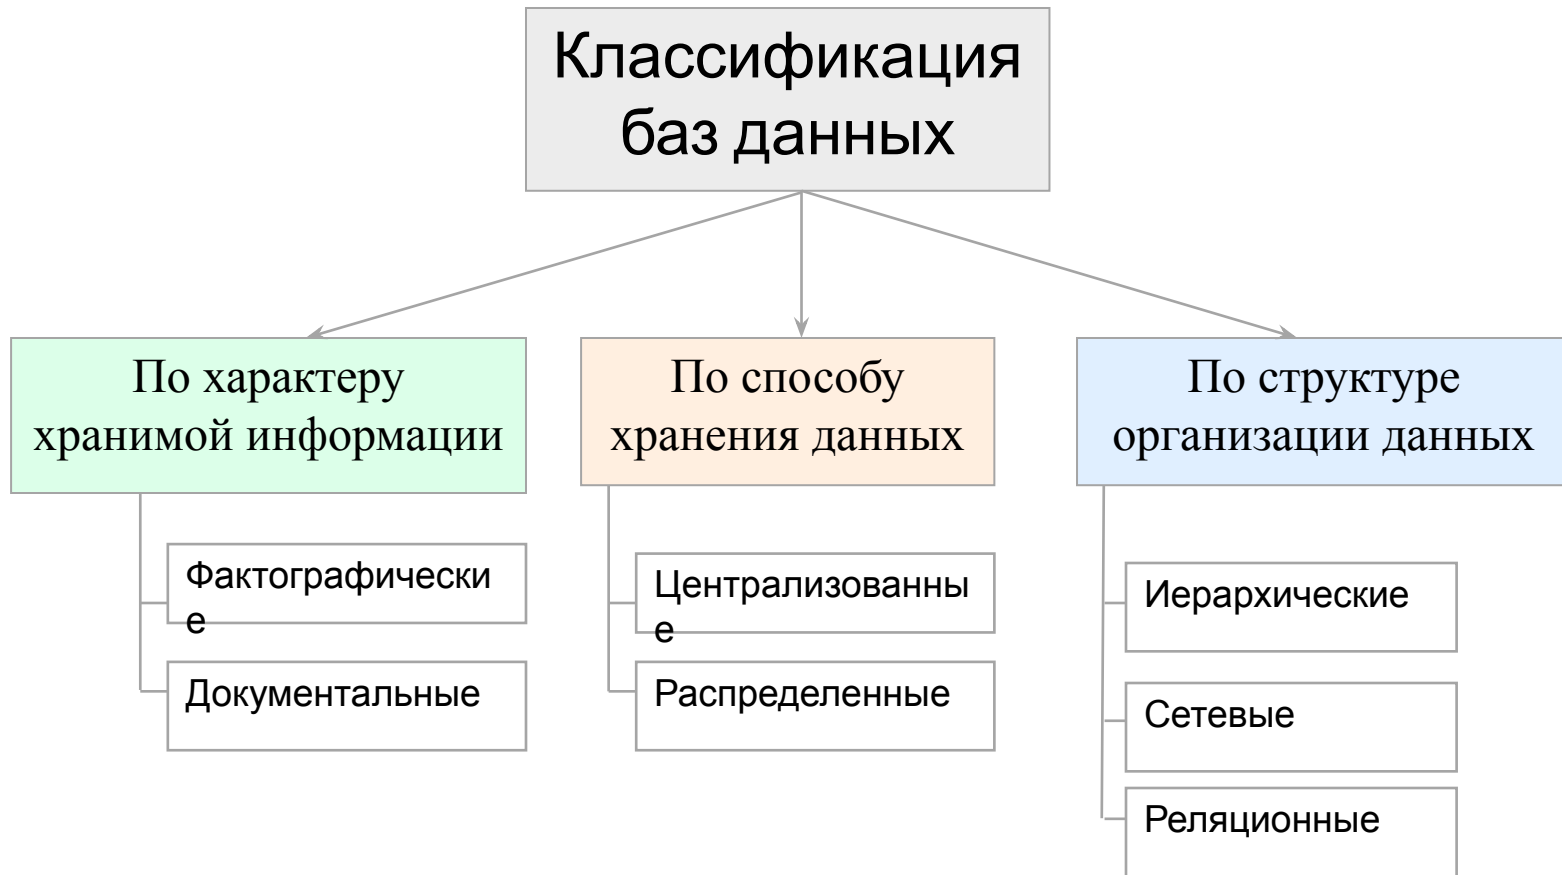 Классификация
баз данных
По характеру
хранимой информации
По способу
хранения данных
По структуре
организации данных
Фактографически
е
Документальные
Централизованны
е
Распределенные
Иерархические
Сетевые
Реляционные